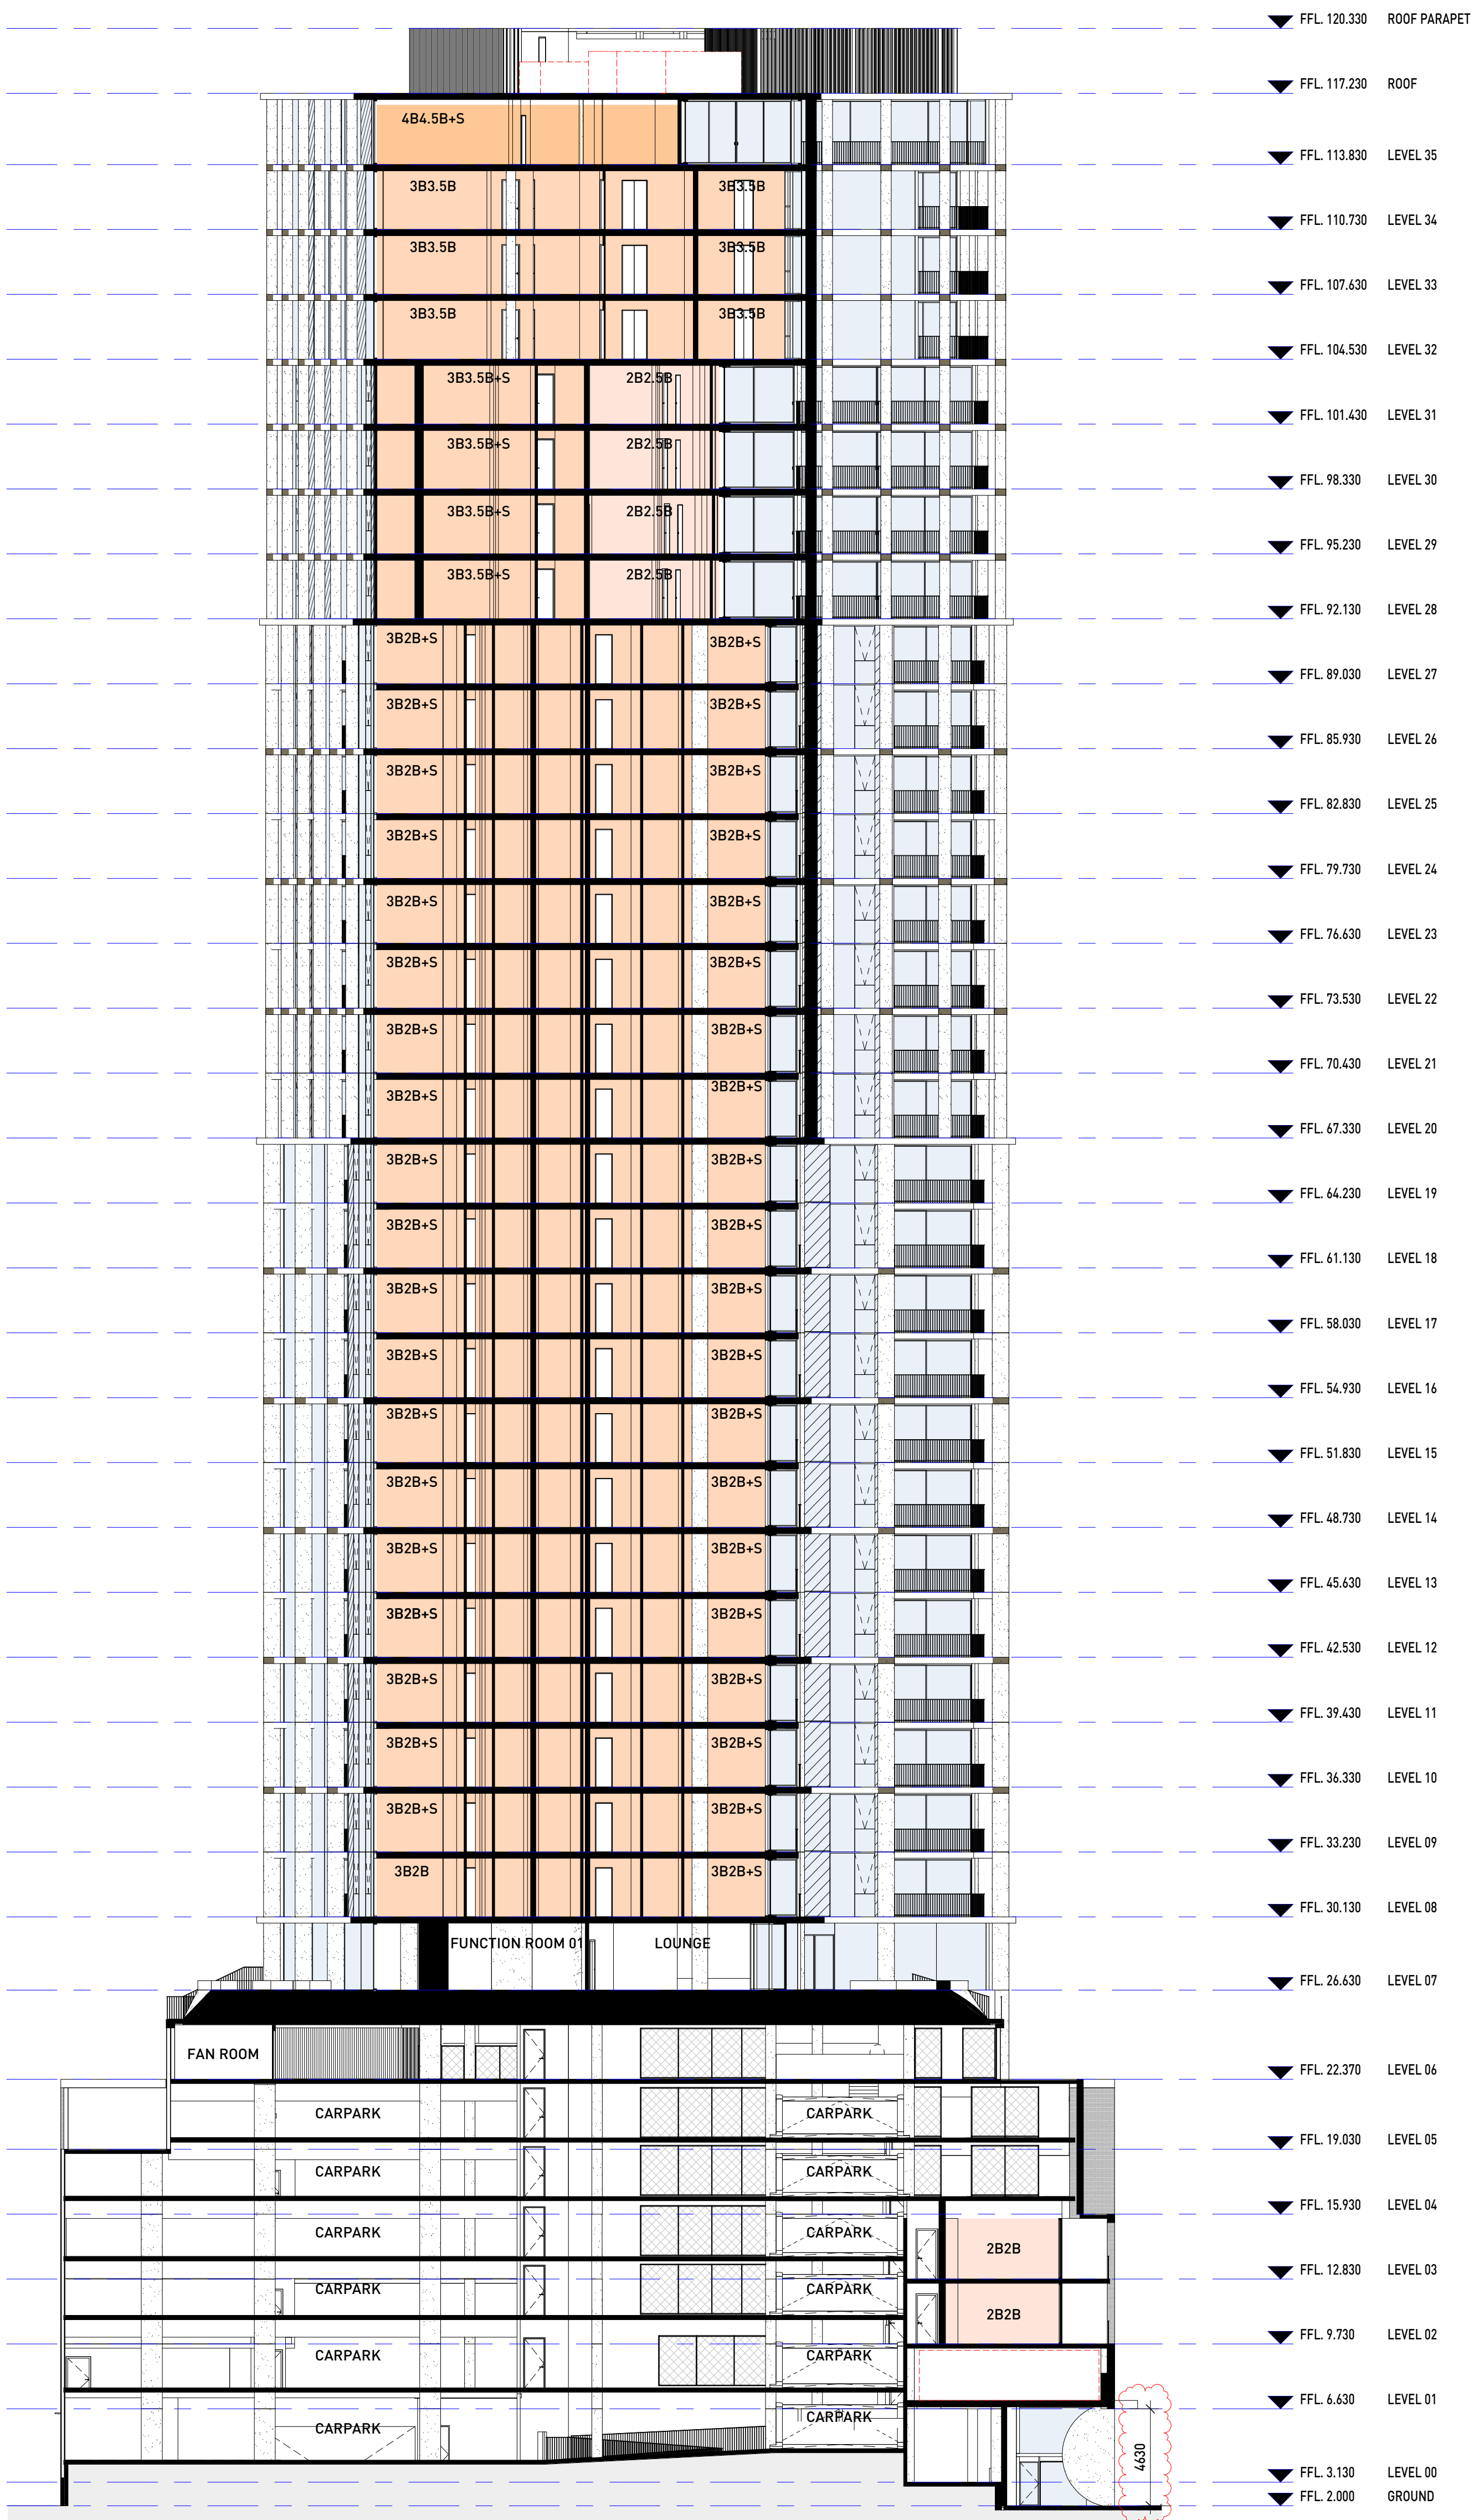 FFL. 120.330 ROOF PARAPET
FFL. 117.230 ROOF
4B4.5B+S
FFL. 113.830 LEVEL 35
3B3.5B 3B3.5B
FFL. 110.730 LEVEL 34
3B3.5B 3B3.5B
FFL. 107.630 LEVEL 33
3B3.5B 3B3.5B
FFL. 104.530 LEVEL 32
3B3.5B+S 2B2.5B
FFL. 101.430 LEVEL 31
3B3.5B+S 2B2.5B
FFL. 98.330 LEVEL 30
3B3.5B+S 2B2.5B
FFL. 95.230 LEVEL 29
3B3.5B+S 2B2.5B
FFL. 92.130 LEVEL 28
3B2B+S 3B2B+S
FFL. 89.030 LEVEL 27
3B2B+S 3B2B+S
FFL. 85.930 LEVEL 26
3B2B+S 3B2B+S
FFL. 82.830 LEVEL 25
3B2B+S 3B2B+S
FFL. 79.730 LEVEL 24
3B2B+S 3B2B+S
FFL. 76.630 LEVEL 23
3B2B+S 3B2B+S
FFL. 73.530 LEVEL 22
3B2B+S 3B2B+S
FFL. 70.430 LEVEL 21
3B2B+S 3B2B+S
FFL. 67.330 LEVEL 20
3B2B+S 3B2B+S
FFL. 64.230 LEVEL 19
3B2B+S 3B2B+S
FFL. 61.130 LEVEL 18
3B2B+S 3B2B+S
FFL. 58.030 LEVEL 17
3B2B+S 3B2B+S
FFL. 54.930 LEVEL 16
3B2B+S 3B2B+S
FFL. 51.830 LEVEL 15
3B2B+S 3B2B+S
FFL. 48.730 LEVEL 14
3B2B+S 3B2B+S
FFL. 45.630 LEVEL 13
3B2B+S 3B2B+S
FFL. 42.530 LEVEL 12
3B2B+S 3B2B+S
FFL. 39.430 LEVEL 11
3B2B+S 3B2B+S
FFL. 36.330 LEVEL 10
3B2B+S 3B2B+S
FFL. 33.230 LEVEL 09
3B2B 3B2B+S
FFL. 30.130 LEVEL 08
FUNCTION ROOM 01 LOUNGE
FFL. 26.630 LEVEL 07
FAN ROOM
FFL. 22.370 LEVEL 06
CARPARK CARPARK
FFL. 19.030 LEVEL 05
CARPARK CARPARK
FFL. 15.930 LEVEL 04
CARPARK CARPARK 2B2B
FFL. 12.830 LEVEL 03
CARPARK CARPARK 2B2B
FFL. 9.730 LEVEL 02
CARPARK CARPARK
FFL. 6.630 LEVEL 01
CARPARK CARPARK
4630
FFL. 3.130 LEVEL 00
FFL. 2.000 GROUND